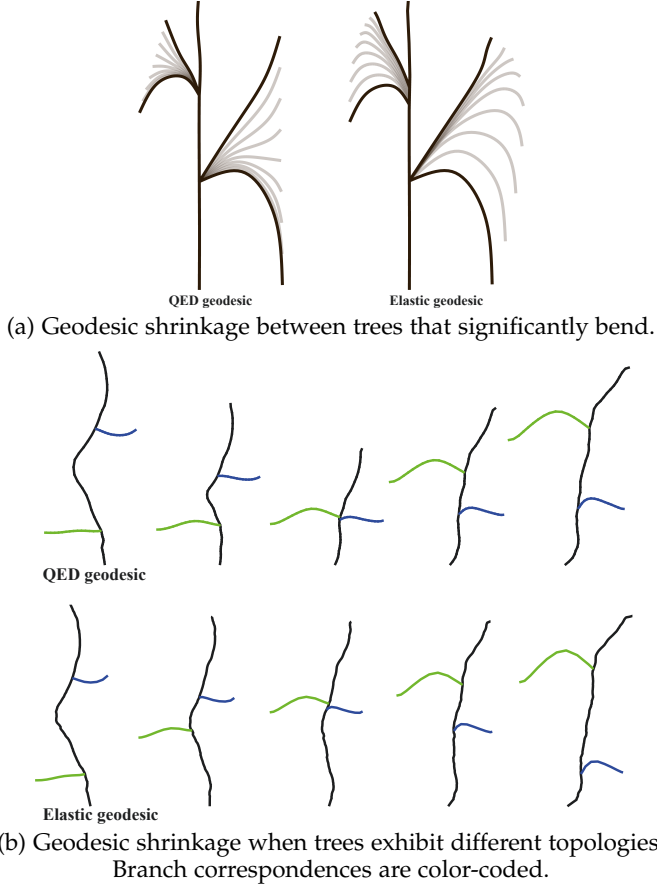 QED geodesic Elastic geodesic
(a) Geodesic shrinkage between trees that significantly bend.
QED geodesic
Elastic geodesic
b) Geodesic shrinkage when trees exhibit different topologies
Branch correspondences are color-coded.